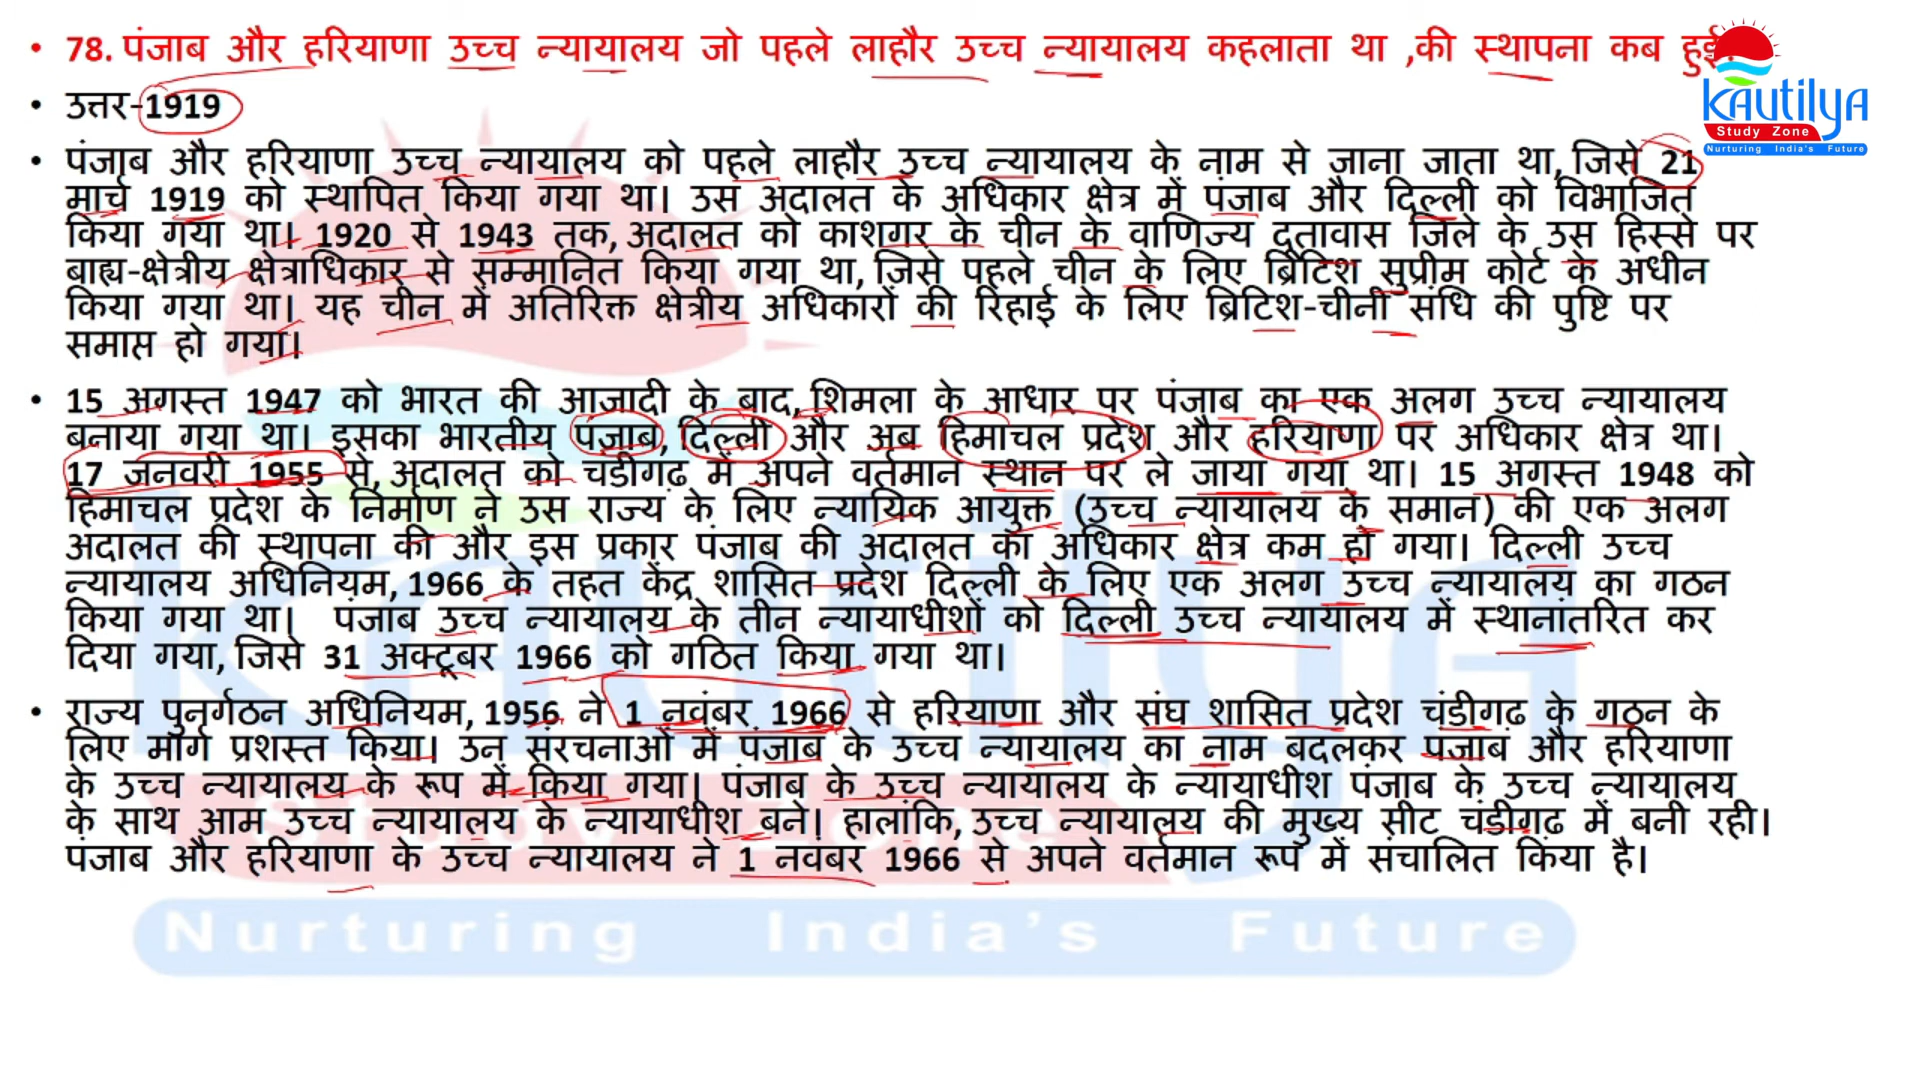 • 78. पंजाब और हरियाणा उच्च न्यायालय जो पहले लाहौर उच्च न्यायालय कहलाता था ,की स्थापना कब हुई?
Kautilya
Study Zone
Nurturing India's Future
• उत्तर-1919
• पंजाब और हरियाणा उच्च न्यायालय को पहले लाहौर उच्च न्यायालय के नाम से जाना जाता था, जिसे 21
मार्च 1919 को स्थापित किया गया था। उस अदालत के अधिकार क्षेत्र में पंजाब और दिल्ली को विभाजित
किया गया था। 1920 से 1943 तक, अदालत को काशगर के चीन के वाणिज्य दूतावास जिले के उस हिस्से पर
बाह्य-क्षेत्रीय क्षेत्राधिकार से सम्मानित किया गया था, जिसे पहले चीन के लिए ब्रिटिश सुप्रीम कोर्ट के अधीन
किया गया था। यह चीन में अतिरिक्त क्षेत्रीय अधिकारों की रिहाई के लिए ब्रिटिश-चीनी संधि की पुष्टि पर
समाप्त हो गया।
• 15 अगस्त 1947 को भारत की आजादी के बाद, शिमला के आधार पर पंजाब का एक अलग उच्च न्यायालय
बनाया गया था। इसका भारतीय पंजाब, दिल्ली और अब हिमाचल प्रदेश और हरियाणा पर अधिकार क्षेत्र था।
17 जनवरी 1955 से, अदालत को चंडीगढ़ में अपने वर्तमान स्थान पर ले जाया गया था। 15 अगस्त 1948 को
हिमाचल प्रदेश के निर्माण ने उस राज्य के लिए न्यायिक आयुक्त (उच्च न्यायालय के समान) की एक अलग
अदालत की स्थापना की और इस प्रकार पंजाब की अदालत का अधिकार क्षेत्र कम हो गया। दिल्ली उच्च
न्यायालय अधिनियम, 1966 के तहत केंद्र शासित प्रदेश दिल्ली के लिए एक अलग उच्च न्यायालय का गठन
किया गया था। पंजाब उच्च न्यायालय के तीन न्यायाधीशों को दिल्ली उच्च न्यायालय में स्थानांतरित कर
दिया गया, जिसे 31 अक्टूबर 1966 को गठित किया गया था।
• राज्य पुनर्गठन अधिनियम, 1956 ने 1 नवंबर 1966 से हरियाणा और संघ शासित प्रदेश चंडीगढ़ के गठन के
लिए मार्ग प्रशस्त किया। उन संरचनाओं में पंजाब के उच्च न्यायालय का नाम बदलकर पंजाब और हरियाणा
के उच्च न्यायालय के रूप में किया गया। पंजाब के उच्च न्यायालय के न्यायाधीश पंजाब के उच्च न्यायालय
के साथ आम उच्च न्यायालय के न्यायाधीश बने। हालांकि, उच्च न्यायालय की मुख्य सीट चंडीगढ़ में बनी रही।
पंजाब और हरियाणा के उच्च न्यायालय ने 1 नवंबर 1966 से अपने वर्तमान रूप में संचालित किया है।
Kautilya
Study Zone
Nurturing India's Future